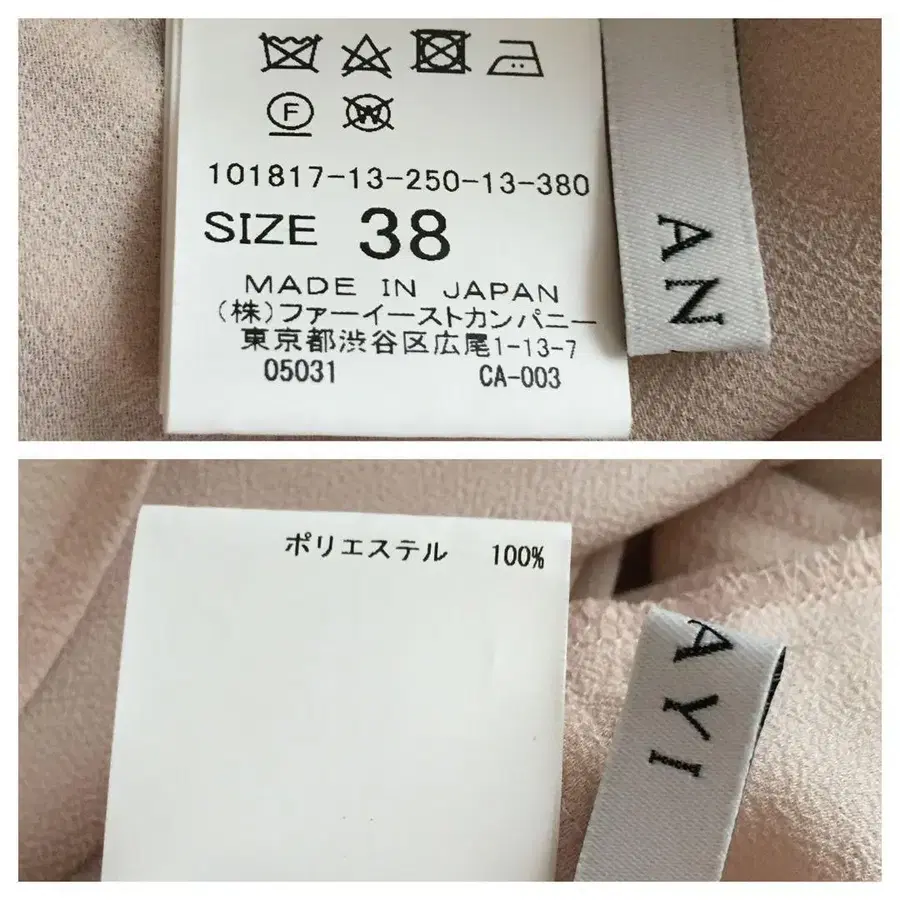 F W
101817-13-250-13-380
SIZE 38
MADE IN JAPAN
(株)ファーイーストカンパニー
東京都渋谷区広尾1-13-7
05031 CA-003
AN
ポリエステル 100%
AYI